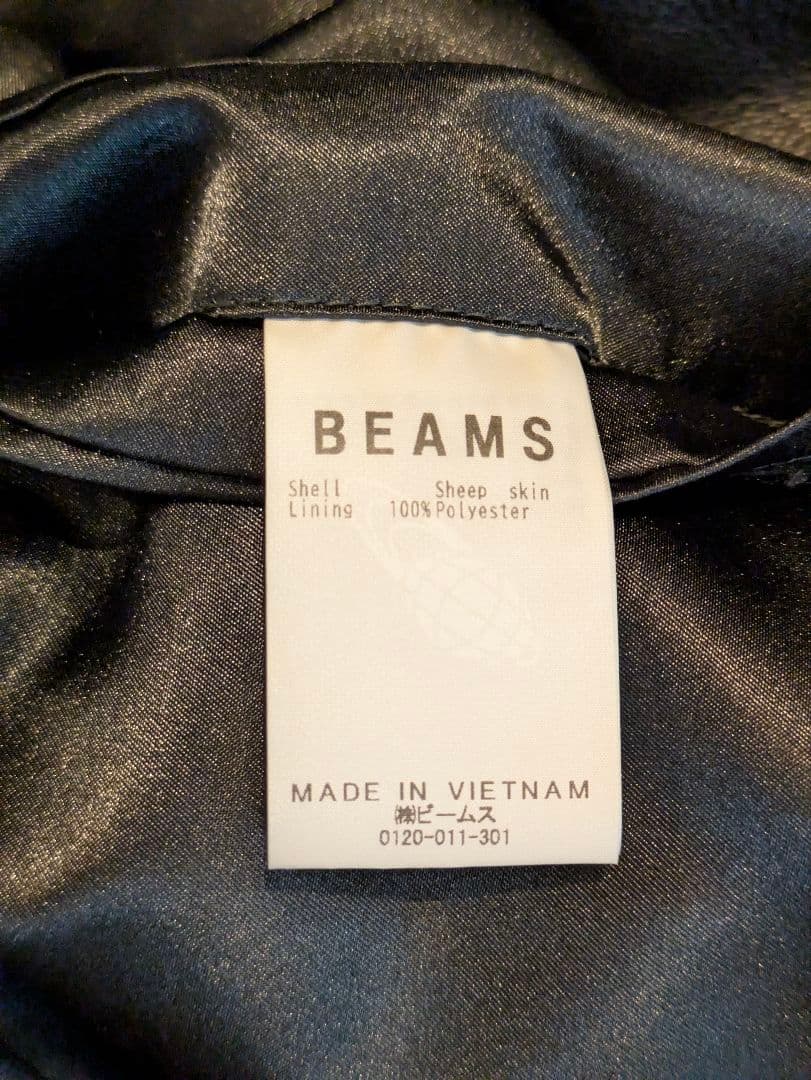 BEAMS
Shell Sheep skin
Lining 100%Polyester
MADE IN VIETNAM
㈱ビームス
0120-011-301